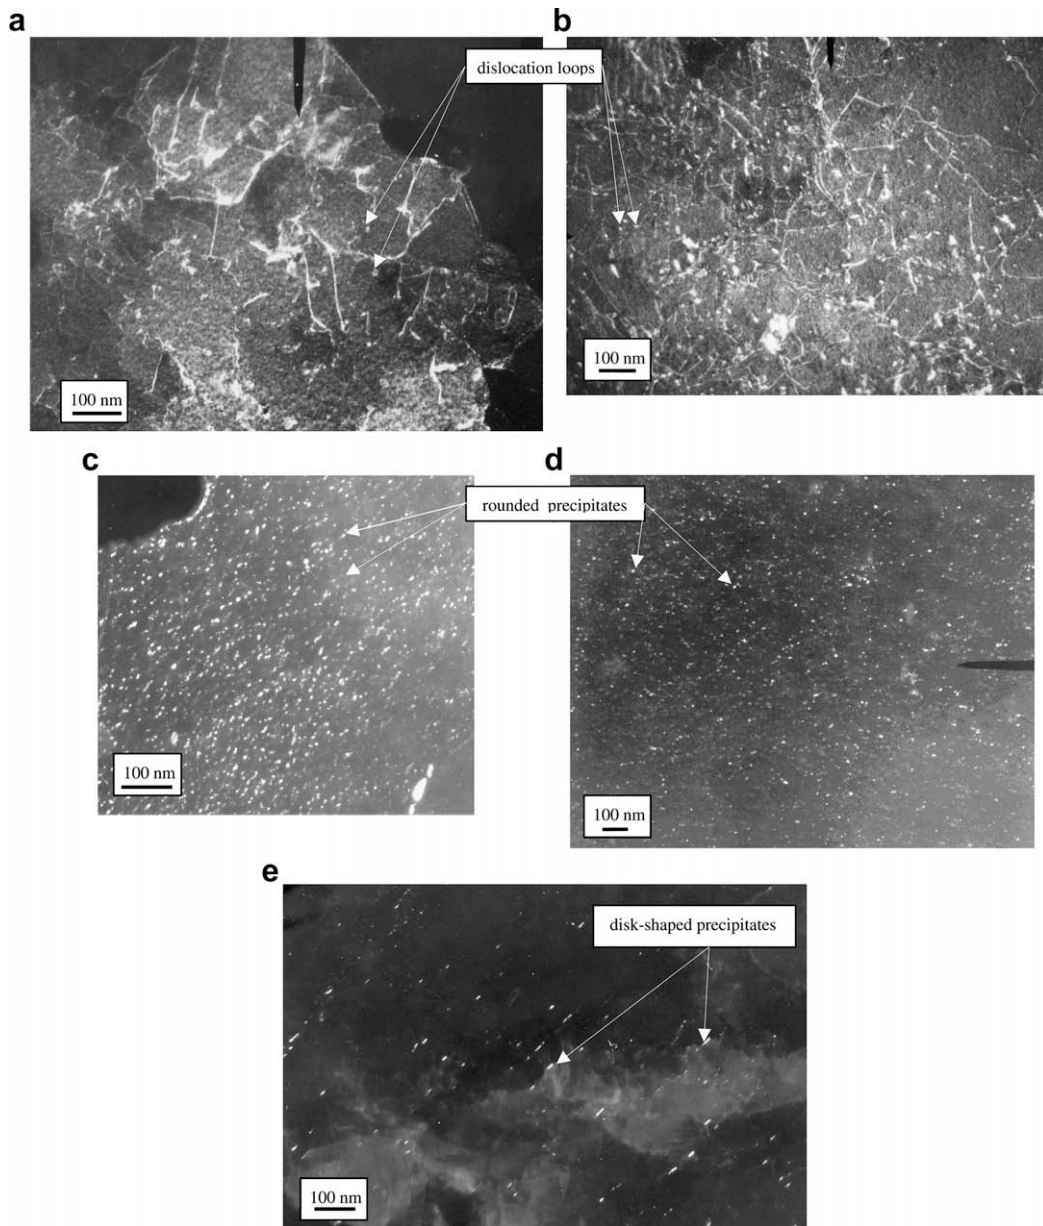 a
b
dislocation loops
100 nm
100 nm
c
d
rounded precipitates
100 nm
100 nm
e
disk-shaped precipitates
100 nm